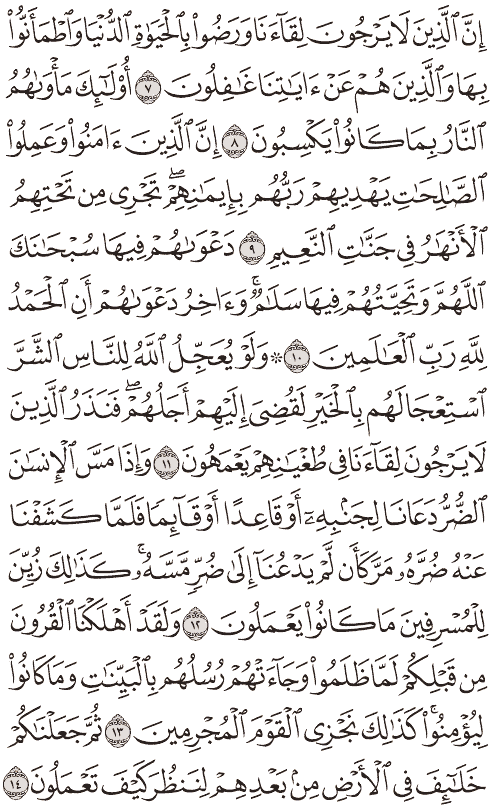 إِنَّ ٱلَّذِينَ لَا يَرْجُونَ لِقَآءَنَا وَرَضُوا۟ بِٱلْحَيَوٰةِ ٱلدُّنْيَا وَٱطْمَأَنُّوا۟
بِهَا وَٱلَّذِينَ هُمْ عَنْ ءَايَـٰتِنَا غَـٰفِلُونَ ٧ أُو۟لَـٰٓئِكَ مَأْوَىٰهُمُ
ٱلنَّارُ بِمَا كَانُوا۟ يَكْسِبُونَ ٨ إِنَّ ٱلَّذِينَ ءَامَنُوا۟ وَعَمِلُوا۟
ٱلصَّـٰلِحَـٰتِ يَهْدِيهِمْ رَبُّهُم بِإِيمَـٰنِهِمْ ۖ تَجْرِى مِن تَحْتِهِمُ
ٱلْأَنْهَـٰرُ فِى جَنَّـٰتِ ٱلنَّعِيمِ ٩ دَعْوَىٰهُمْ فِيهَا سُبْحَـٰنَكَ
ٱللَّهُمَّ وَتَحِيَّتُهُمْ فِيهَا سَلَـٰمٌ ۚ وَءَاخِرُ دَعْوَىٰهُمْ أَنِ ٱلْحَمْدُ
لِلَّهِ رَبِّ ٱلْعَـٰلَمِينَ ١٠ ۞ وَلَوْ يُعَجِّلُ ٱللَّهُ لِلنَّاسِ ٱلشَّرَّ
ٱسْتِعْجَالَهُم بِٱلْخَيْرِ لَقُضِىَ إِلَيْهِمْ أَجَلُهُمْ ۖ فَنَذَرُ ٱلَّذِينَ
لَا يَرْجُونَ لِقَآءَنَا فِى طُغْيَـٰنِهِمْ يَعْمَهُونَ ١١ وَإِذَا مَسَّ ٱلْإِنسَـٰنَ
ٱلضُّرُّ دَعَانَا لِجَنۢبِهِۦٓ أَوْ قَاعِدًا أَوْ قَآئِمًا فَلَمَّا كَشَفْنَا
عَنْهُ ضُرَّهُۥ مَرَّ كَأَن لَّمْ يَدْعُنَآ إِلَىٰ ضُرٍّ مَّسَّهُۥ ۚ كَذَٰلِكَ زُيِّنَ
لِلْمُسْرِفِينَ مَا كَانُوا۟ يَعْمَلُونَ ١٢ وَلَقَدْ أَهْلَكْنَا ٱلْقُرُونَ
مِن قَبْلِكُمْ لَمَّا ظَلَمُوا۟ وَجَآءَتْهُمْ رُسُلُهُم بِٱلْبَيِّنَـٰتِ وَمَا كَانُوا۟
لِيُؤْمِنُوا۟ ۚ كَذَٰلِكَ نَجْزِى ٱلْقَوْمَ ٱلْمُجْرِمِينَ ١٣ ثُمَّ جَعَلْنَـٰكُمْ
خَلَـٰٓئِفَ فِى ٱلْأَرْضِ مِنۢ بَعْدِهِمْ لِنَنظُرَ كَيْفَ تَعْمَلُونَ ١٤